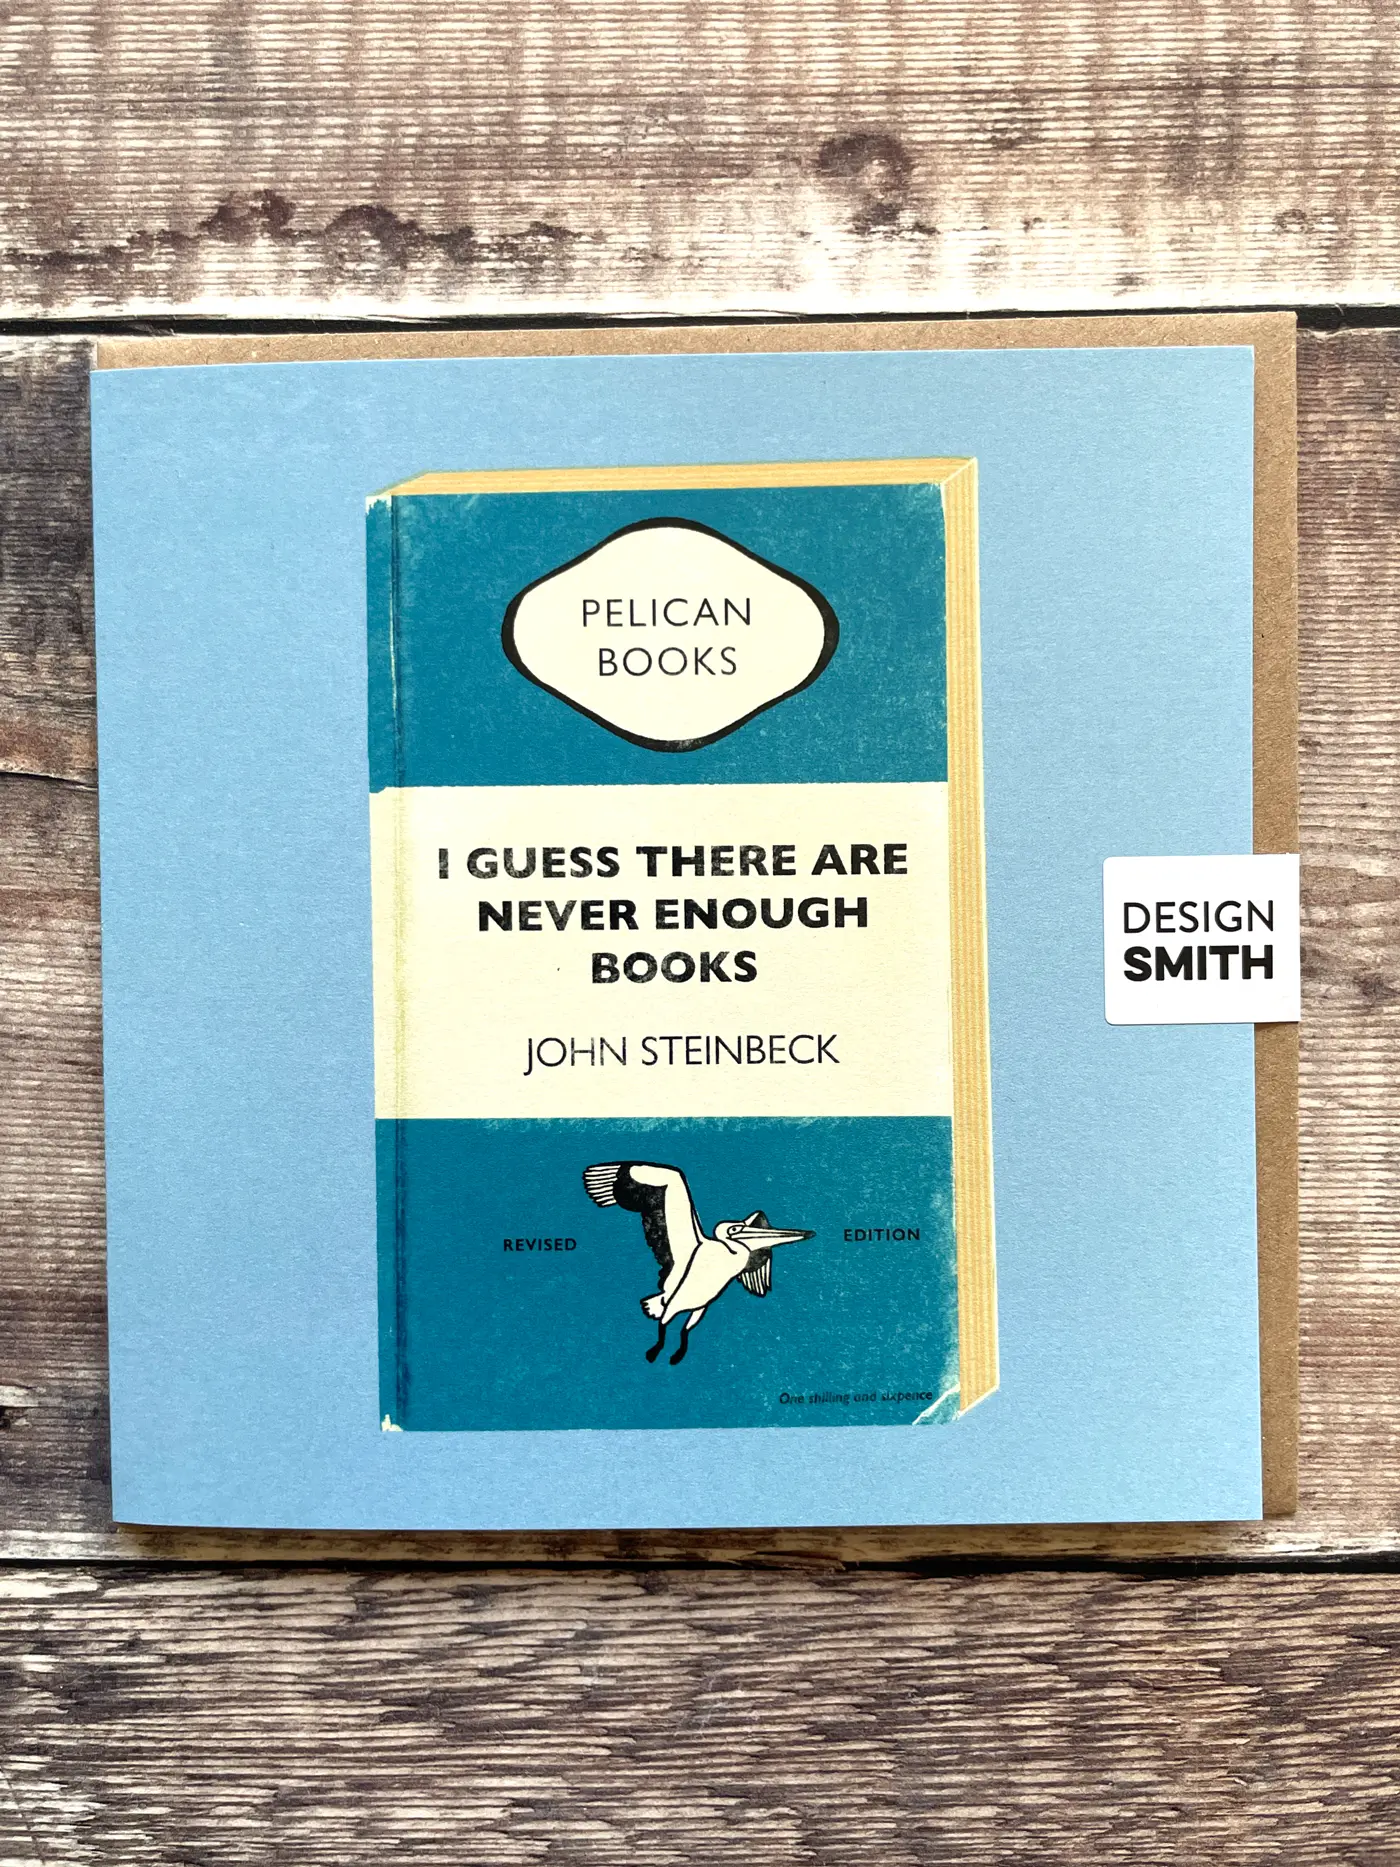 PELICAN
BOOKS
I GUESS THERE ARE
NEVER ENOUGH
BOOKS
JOHN STEINBECK
REVISED
EDITION
One shilling and sixpence
DESIGN
SMITH